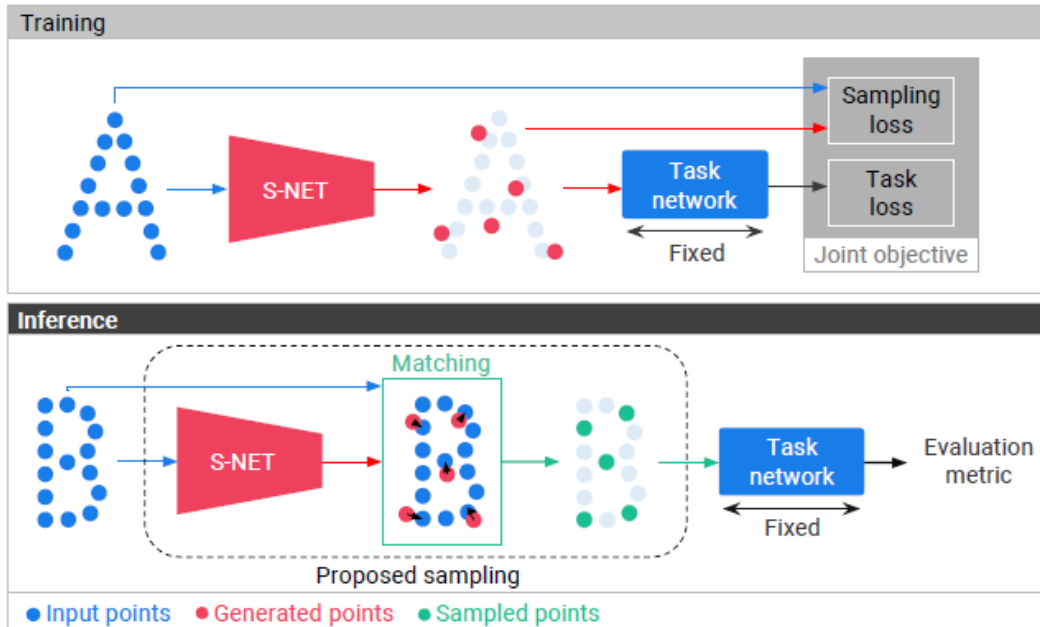 Training
Sampling
loss
S-NET
Task
network
Task
loss
Fixed
Joint objective
Inference
Matching
S-NET
Task
network
Evaluation
metric
Fixed
Proposed sampling
Input points
Generated points
Sampled points